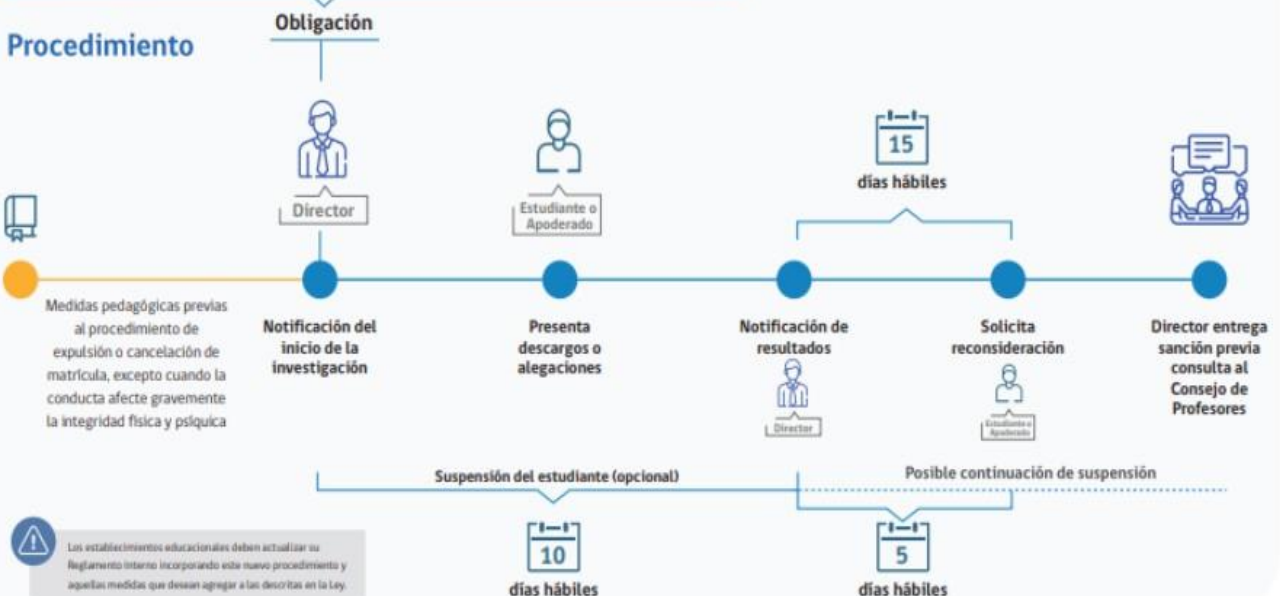 Procedimiento
Obligación
Director
Estudiante o
Apoderado
15
días hábiles
Medidas pedagógicas previas
al procedimiento de
expulsión o cancelación de
matrícula, excepto cuando la
conducta afecte gravemente
la integridad física y psíquica
Notificación del
inicio de la
investigación
Presenta
descargos o
alegaciones
Notificación de
resultados
Director
Solicita
reconsideración
Estudiante o
Apoderado
Director entrega
sanción previa
consulta al
Consejo de
Profesores
Suspensión del estudiante (opcional)
Posible continuación de suspensión
10
días hábiles
5
días hábiles
Los establecimientos educacionales deben actualizar su
Reglamento Interno incorporando este nuevo procedimiento y
aquellas medidas que desean agregar a las descritas en la Ley.